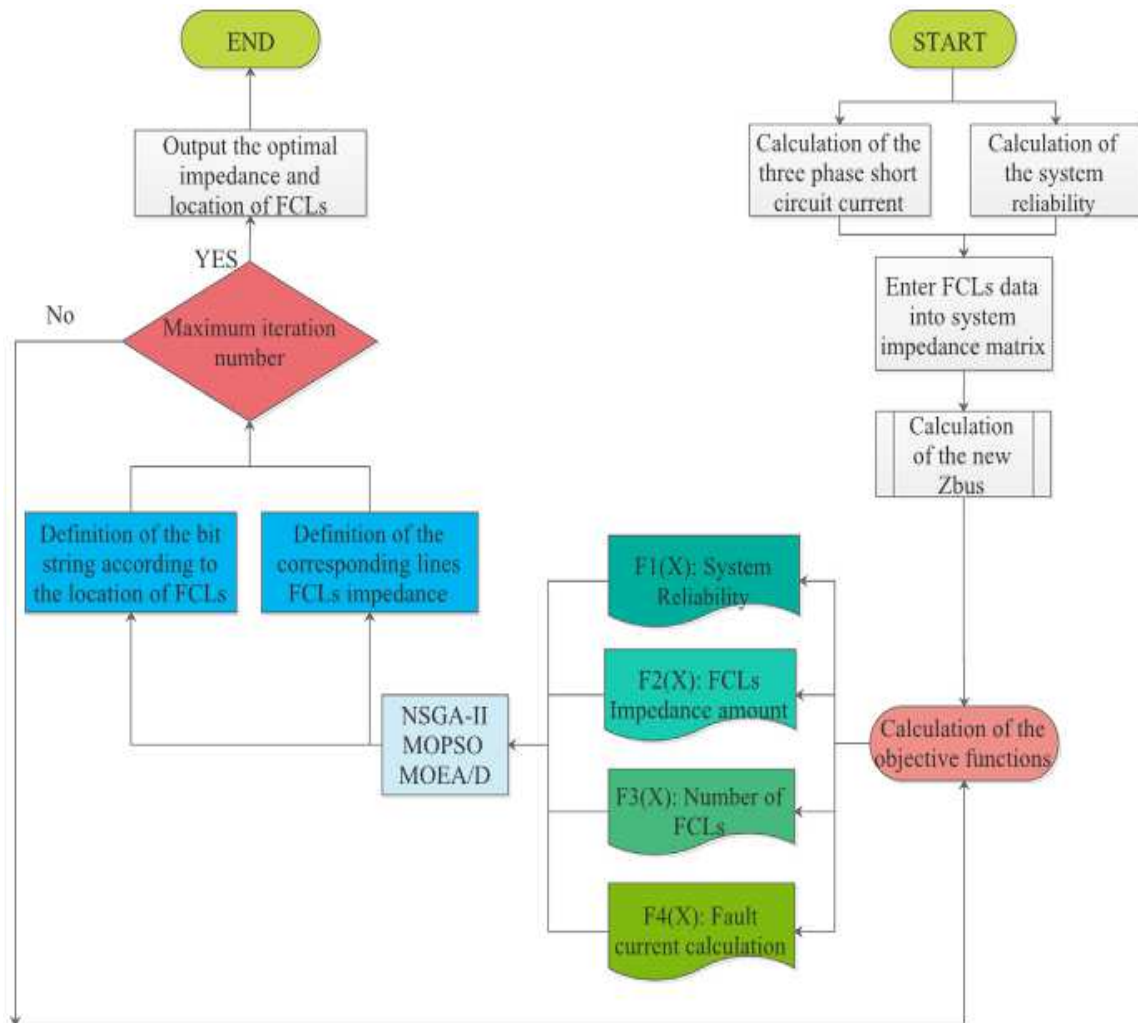 START
Calculation of the
three phase short
circuit current
Calculation of
the system
reliability
Enter FCLs data
into system
impedance matrix
Calculation
of the new
Zbus
Calculation of the
objective functions
F1(X): System
Reliability
F2(X): FCLs
Impedance amount
F3(X): Number of
FCLs
F4(X): Fault
current calculation
NSGA-II
MOPSO
MOEA/D
Definition of the bit
string according to
the location of FCLs
Definition of the
corresponding lines
FCLs impedance
Maximum iteration
number
No
YES
Output the optimal
impedance and
location of FCLs
END